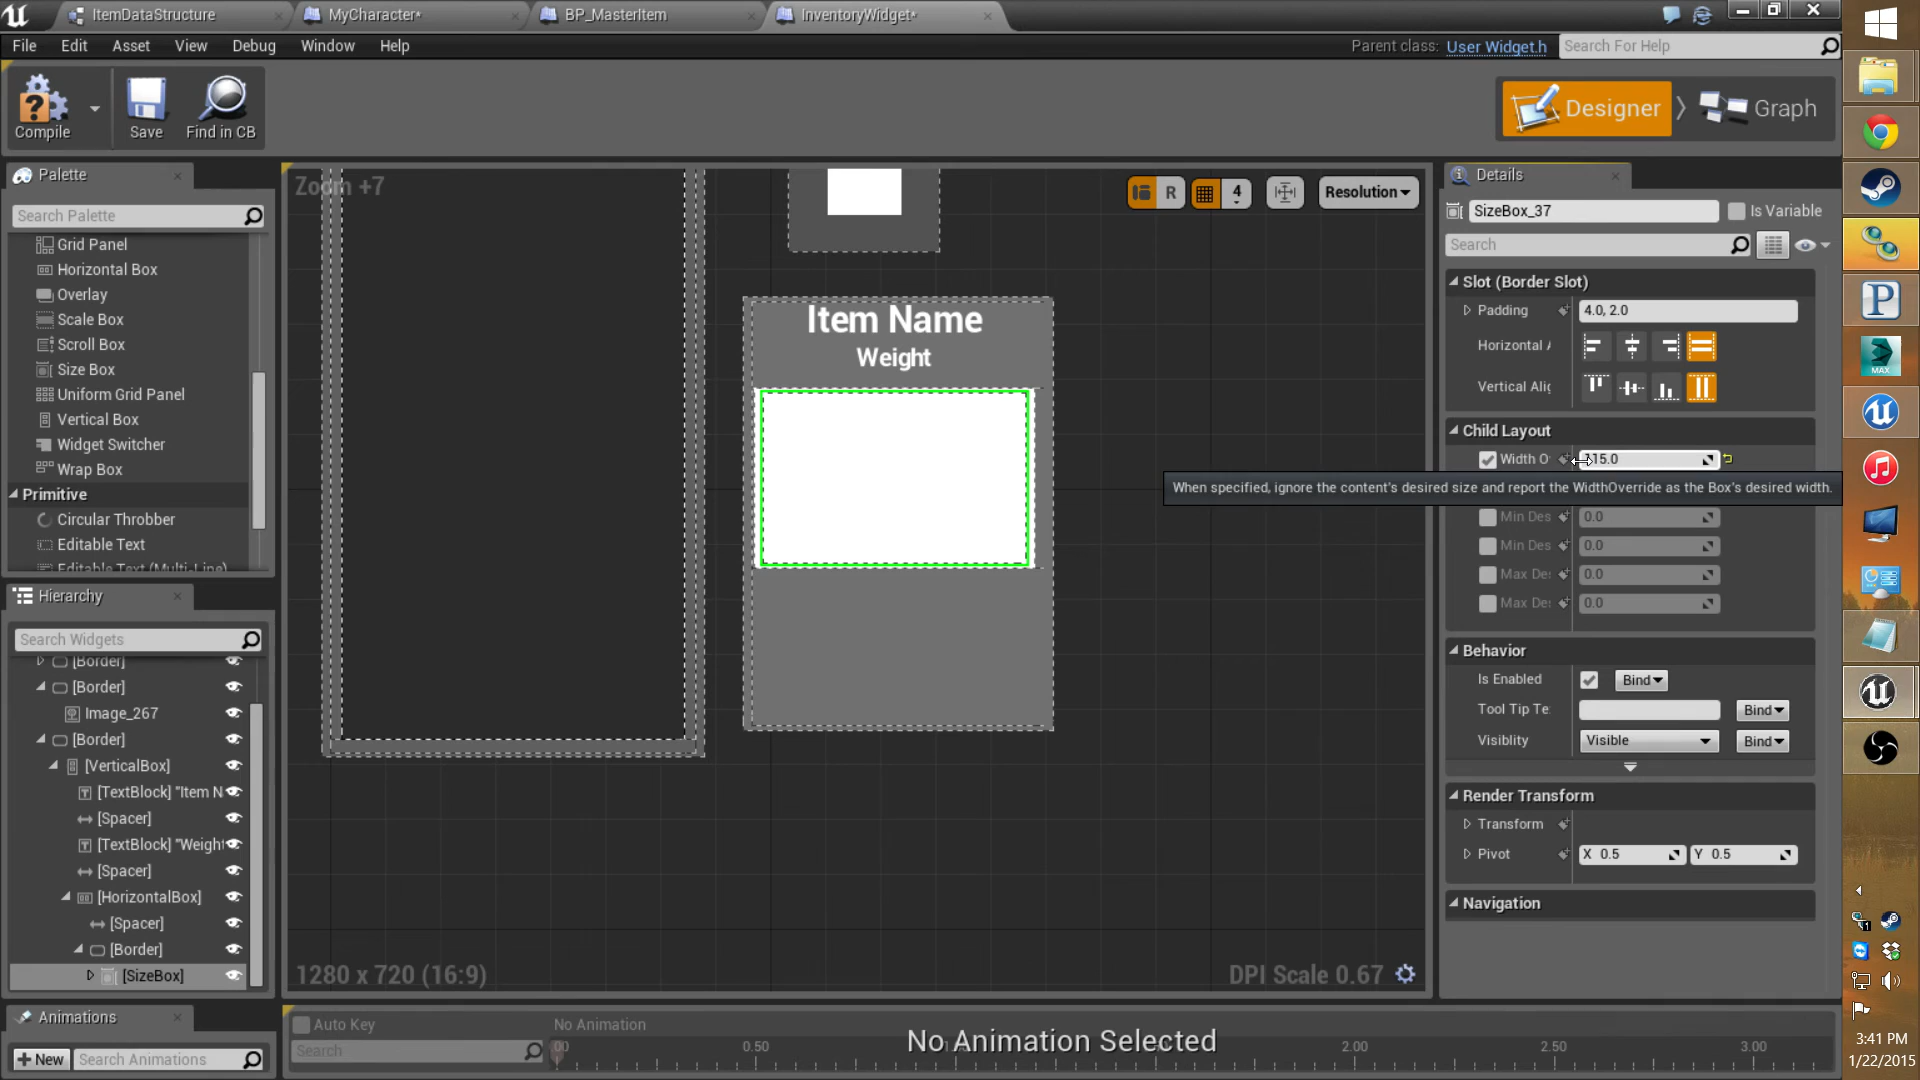 ItemDataStructure
MyCharacter*
BP_MasterItem
InventoryWidget*
File Edit Asset View Debug Window Help
Parent class: User Widget.h
Search For Help
Compile
Save
Find in CB
Designer
Graph
Palette
Search Palette
Grid Panel
Horizontal Box
Overlay
Scale Box
Scroll Box
Size Box
Uniform Grid Panel
Vertical Box
Widget Switcher
Wrap Box
Primitive
Circular Throbber
Editable Text
Editable Text (Multi-Line)
Hierarchy
Search Widgets
[Border]
[Border]
Image_267
[Border]
[VerticalBox]
[TextBlock] "Item N
[Spacer]
[TextBlock] "Weight
[Spacer]
[HorizontalBox]
[Spacer]
[Border]
[SizeBox]
Animations
+ New
Search Animations
Zoom +7
R
4
Resolution
Item Name
Weight
1280 x 720 (16:9)
DPI Scale 0.67
Auto Key
No Animation
Search
No Animation Selected
0.50
2.00
2.50
3.00
Details
SizeBox_37
Is Variable
Search
Slot (Border Slot)
Padding
4.0, 2.0
Horizontal A
Vertical Alig
Child Layout
Width O
15.0
When specified, ignore the content's desired size and report the WidthOverride as the Box's desired width.
Min Des
0.0
Min Des
0.0
Max De
0.0
Max De
0.0
Behavior
Is Enabled
Bind
Tool Tip Te
Bind
Visiblity
Visible
Bind
Render Transform
Transform
Pivot
X 0.5
Y 0.5
Navigation
MAX
3:41 PM
1/22/2015